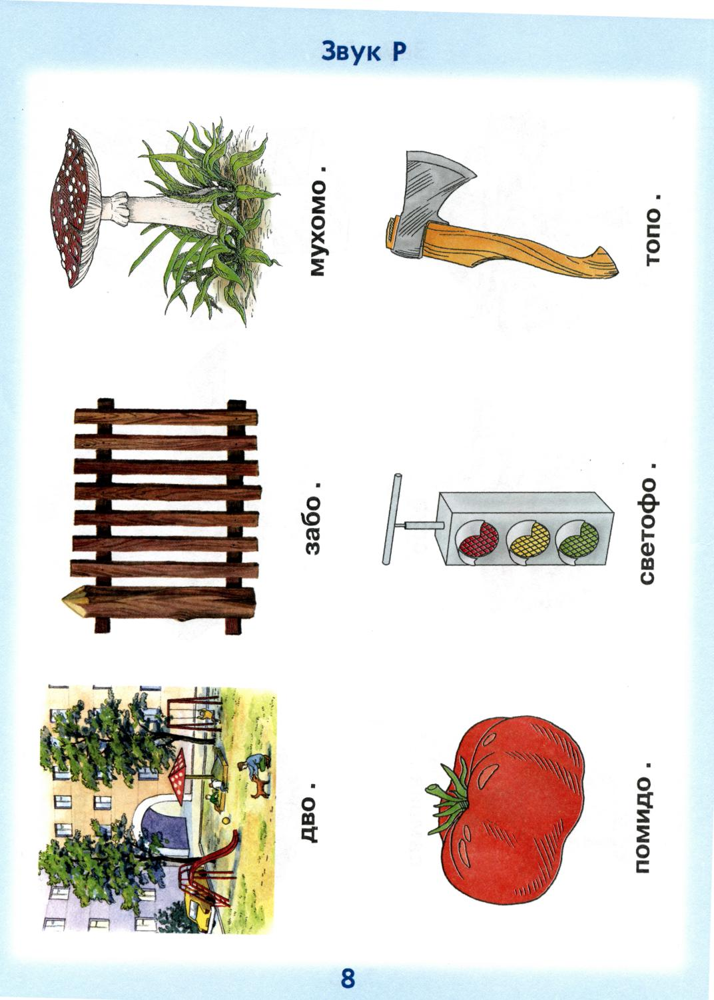 Звук Р
дво .
забо .
мухомо .
помидо .
светофо .
топо .
8